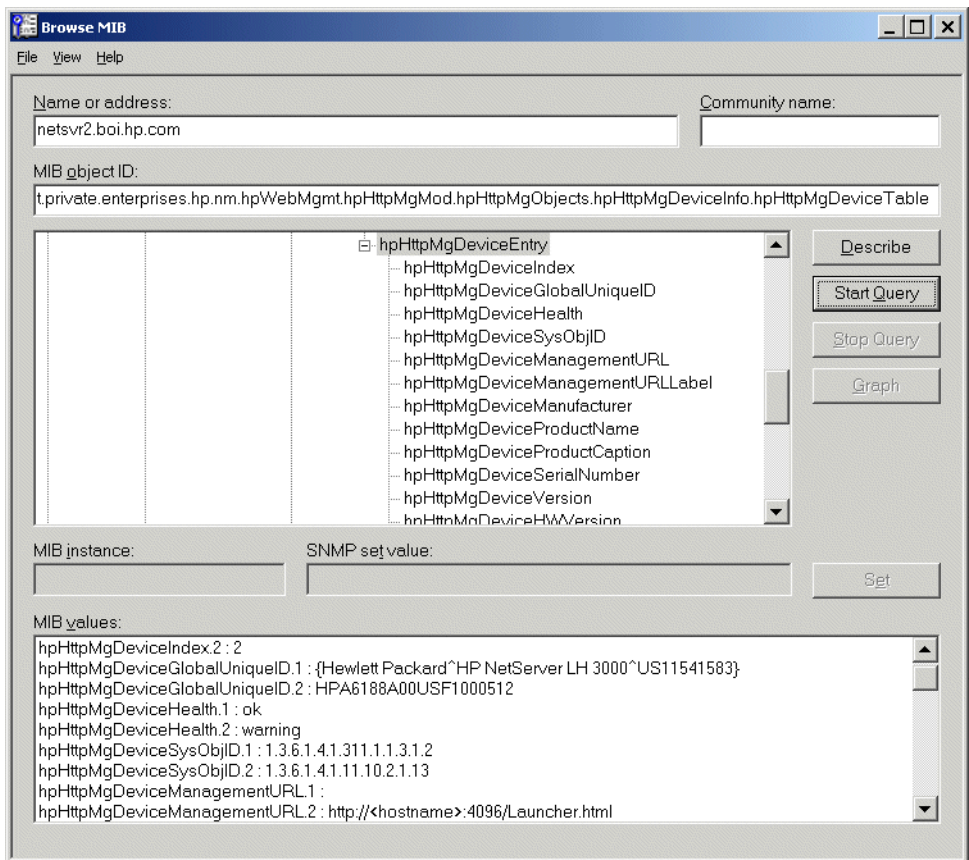 Browse MIB
File View Help
Name or address:
Community name:
netsvr2.boi.hp.com
MIB object ID:
t.private.enterprises.hp.nm.hpWebMgmt.hpHttpMgMod.hpHttpMgObjects.hpHttpMgDeviceInfo.hpHttpMgDeviceTable
hpHttpMgDeviceEntry
hpHttpMgDeviceIndex
hpHttpMgDeviceGlobalUniqueID
hpHttpMgDeviceHealth
hpHttpMgDeviceSysObjID
hpHttpMgDeviceManagementURL
hpHttpMgDeviceManagementURLLabel
hpHttpMgDeviceManufacturer
hpHttpMgDeviceProductName
hpHttpMgDeviceProductCaption
hpHttpMgDeviceSerialNumber
hpHttpMgDeviceVersion
hpHttpMgDeviceHWVersion
Describe
Start Query
Stop Query
Graph
MIB instance:
SNMP set value:
Set
MIB values:
hpHttpMgDeviceIndex.2 : 2
hpHttpMgDeviceGlobalUniqueID.1 : {Hewlett Packard^HP NetServer LH 3000^US11541583}
hpHttpMgDeviceGlobalUniqueID.2 : HPA6188A00USF1000512
hpHttpMgDeviceHealth.1 : ok
hpHttpMgDeviceHealth.2 : warning
hpHttpMgDeviceSysObjID.1 : 1.3.6.1.4.1.311.1.1.3.1.2
hpHttpMgDeviceSysObjID.2 : 1.3.6.1.4.1.11.10.2.1.13
hpHttpMgDeviceManagementURL.1 :
hpHttpMgDeviceManagementURL.2 : http://<hostname>:4096/Launcher.html